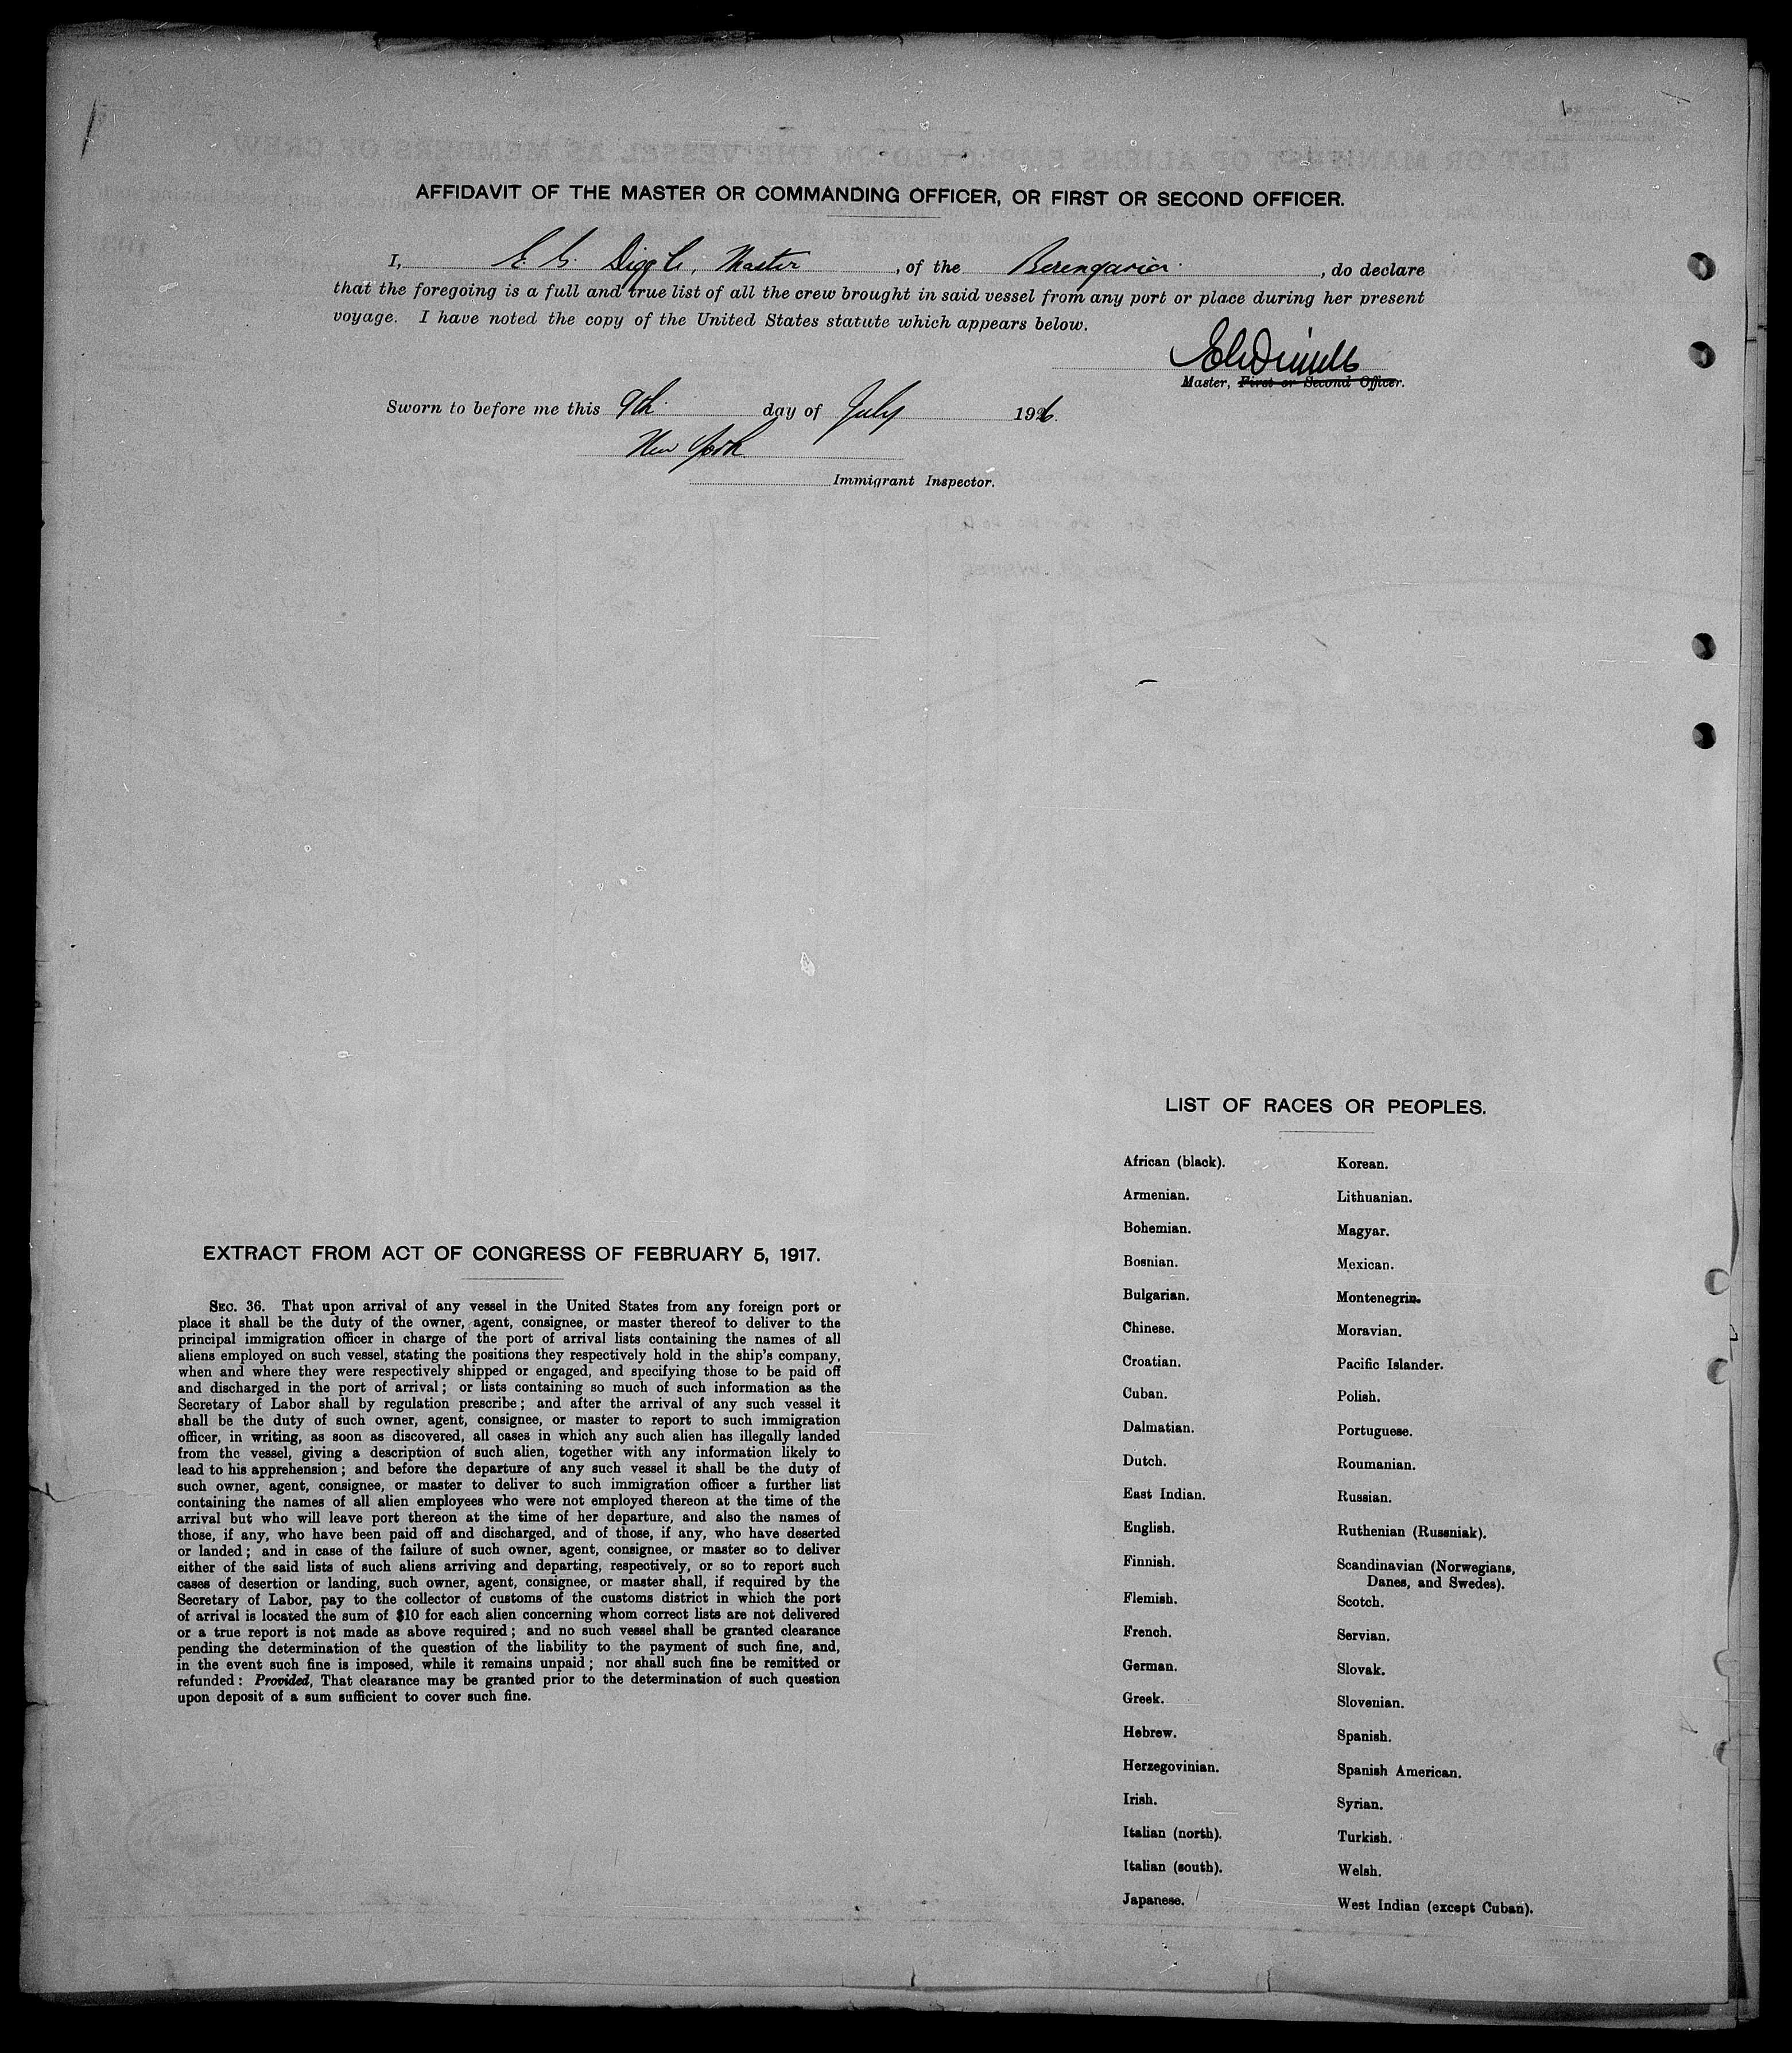 AFFIDAVIT OF THE MASTER OR COMMANDING OFFICER, OR FIRST OR SECOND OFFICER.
I, E. G. Diggle, Master, of the Berengaria, do declare
that the foregoing is a full and true list of all the crew brought in said vessel from any port or place during her present
voyage. I have noted the copy of the United States statute which appears below.
Master, First or Second Officer.
Sworn to before me this 9th day of July 1926.
New York
Immigrant Inspector.
EXTRACT FROM ACT OF CONGRESS OF FEBRUARY 5, 1917.
SEC. 36. That upon arrival of any vessel in the United States from any foreign port or
place it shall be the duty of the owner, agent, consignee, or master thereof to deliver to the
principal immigration officer in charge of the port of arrival lists containing the names of all
aliens employed on such vessel, stating the positions they respectively hold in the ship's company,
when and where they were respectively shipped or engaged, and specifying those to be paid off
and discharged in the port of arrival; or lists containing so much of such information as the
Secretary of Labor shall by regulation prescribe; and after the arrival of any such vessel it
shall be the duty of such owner, agent, consignee, or master to report to such immigration
officer, in writing, as soon as discovered, all cases in which any such alien has illegally landed
from the vessel, giving a description of such alien, together with any information likely to
lead to his apprehension; and before the departure of any such vessel it shall be the duty of
such owner, agent, consignee, or master to deliver to such immigration officer a further list
containing the names of all alien employees who were not employed thereon at the time of the
arrival but who will leave port thereon at the time of her departure, and also the names of
those, if any, who have been paid off and discharged, and of those, if any, who have deserted
or landed; and in case of the failure of such owner, agent, consignee, or master so to deliver
either of the said lists of such aliens arriving and departing, respectively, or so to report such
cases of desertion or landing, such owner, agent, consignee, or master shall, if required by the
Secretary of Labor, pay to the collector of customs of the customs district in which the port
of arrival is located the sum of $10 for each alien concerning whom correct lists are not delivered
or a true report is not made as above required; and no such vessel shall be granted clearance
pending the determination of the question of the liability to the payment of such fine, and,
in the event such fine is imposed, while it remains unpaid; nor shall such fine be remitted or
refunded: Provided, That clearance may be granted prior to the determination of such question
upon deposit of a sum sufficient to cover such fine.
LIST OF RACES OR PEOPLES.
African (black).
Armenian.
Bohemian.
Bosnian.
Bulgarian.
Chinese.
Croatian.
Cuban.
Dalmatian.
Dutch.
East Indian.
English.
Finnish.
Flemish.
French.
German.
Greek.
Hebrew.
Herzegovinian.
Irish.
Italian (north).
Italian (south).
Japanese.
Korean.
Lithuanian.
Magyar.
Mexican.
Montenegrin.
Moravian.
Pacific Islander.
Polish.
Portuguese.
Roumanian.
Russian.
Ruthenian (Russniak).
Scandinavian (Norwegians,
Danes, and Swedes).
Scotch.
Servian.
Slovak.
Slovenian.
Spanish.
Spanish American.
Syrian.
Turkish.
Welsh.
West Indian (except Cuban).